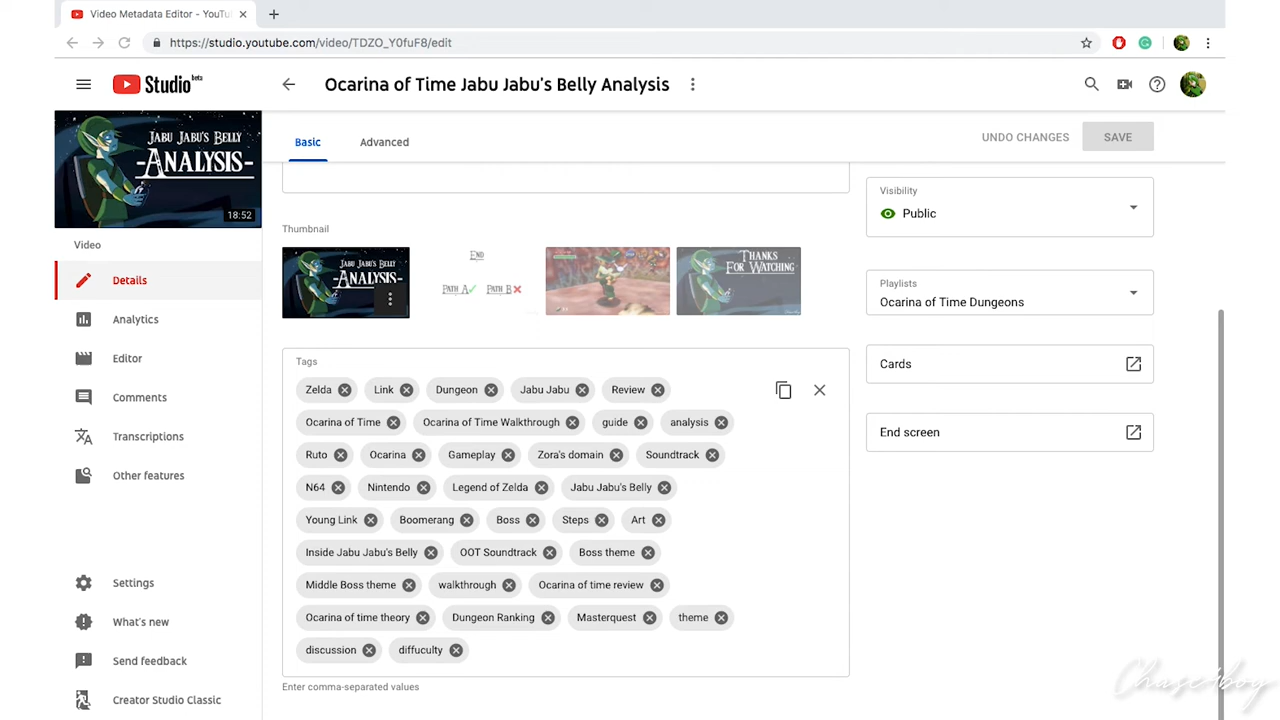 Video Metadata Editor - YouTu
https://studio.youtube.com/video/TDZO_Y0fuF8/edit
Studio beta
Ocarina of Time Jabu Jabu's Belly Analysis
JABU JABU'S BELLY
-ANALYSIS-
18:52
Basic
Advanced
UNDO CHANGES
SAVE
Video
Details
Analytics
Editor
Comments
Transcriptions
Other features
Settings
What's new
Send feedback
Creator Studio Classic
Thumbnail
JABU JABU'S BELLY
-ANALYSIS-
END
PATH A PATH B
THANKS
FOR WATCHING
Tags
Zelda Link Dungeon Jabu Jabu Review
Ocarina of Time Ocarina of Time Walkthrough guide analysis
Ruto Ocarina Gameplay Zora's domain Soundtrack
N64 Nintendo Legend of Zelda Jabu Jabu's Belly
Young Link Boomerang Boss Steps Art
Inside Jabu Jabu's Belly OOT Soundtrack Boss theme
Middle Boss theme walkthrough Ocarina of time review
Ocarina of time theory Dungeon Ranking Masterquest theme
discussion diffuculty
Enter comma-separated values
Visibility
Public
Playlists
Ocarina of Time Dungeons
Cards
End screen